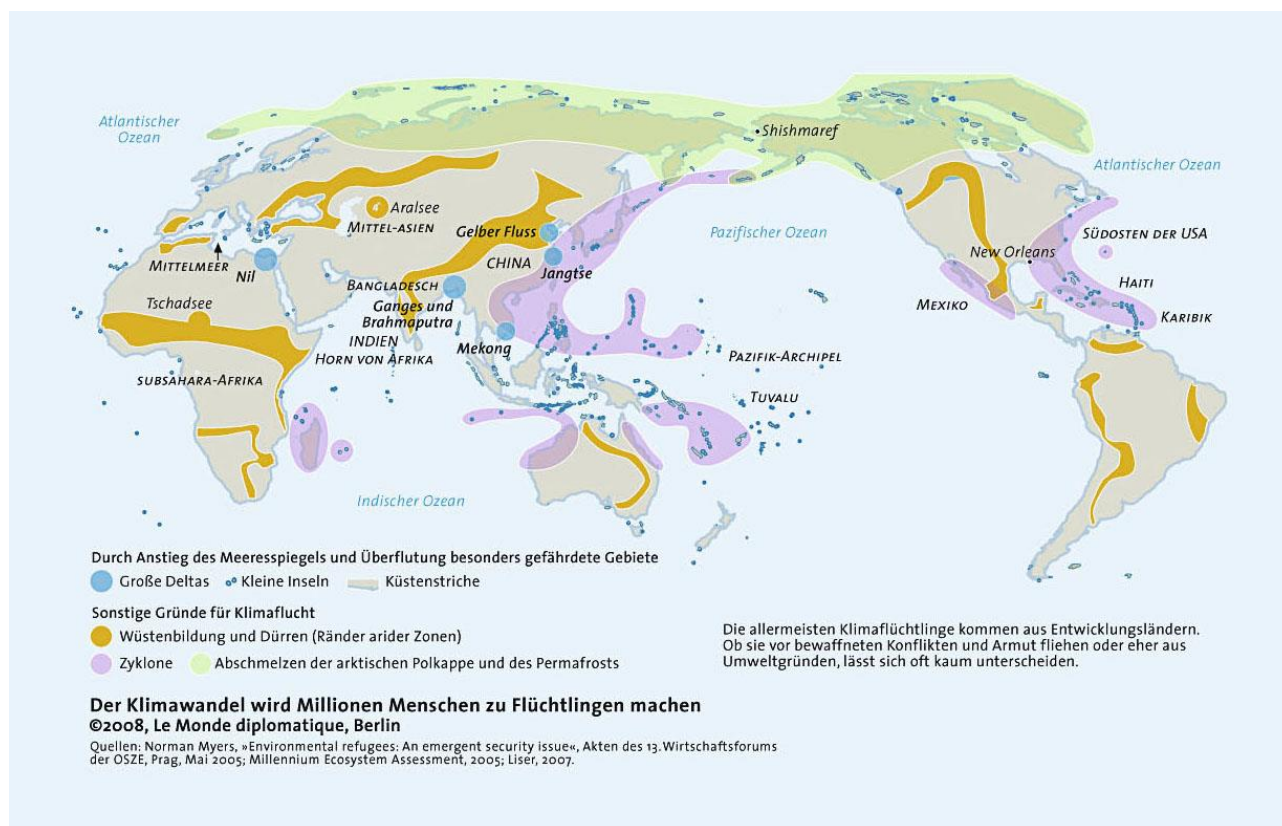 Atlantischer
Ozean
Shishmaref
Atlantischer Ozean
Aralsee
Mittel-asien
Gelber Fluss
Pazifischer Ozean
Südosten der USA
New Orleans
Mittelmeer
Nil
China
Jangtse
Bangladesch
Haiti
Ganges und
Brahmaputra
Tschadsee
Mexiko
Karibik
Indien
Mekong
Horn von Afrika
Pazifik-Archipel
subsahara-Afrika
Tuvalu
Indischer Ozean
Durch Anstieg des Meeresspiegels und Überflutung besonders gefährdete Gebiete
Große Deltas Kleine Inseln Küstenstriche
Sonstige Gründe für Klimaflucht
Wüstenbildung und Dürren (Ränder arider Zonen)
Zyklone Abschmelzen der arktischen Polkappe und des Permafrosts
Die allermeisten Klimaflüchtlinge kommen aus Entwicklungsländern.
Ob sie vor bewaffneten Konflikten und Armut fliehen oder eher aus
Umweltgründen, lässt sich oft kaum unterscheiden.
Der Klimawandel wird Millionen Menschen zu Flüchtlingen machen
©2008, Le Monde diplomatique, Berlin
Quellen: Norman Myers, »Environmental refugees: An emergent security issue«, Akten des 13. Wirtschaftsforums
der OSZE, Prag, Mai 2005; Millennium Ecosystem Assessment, 2005; Liser, 2007.